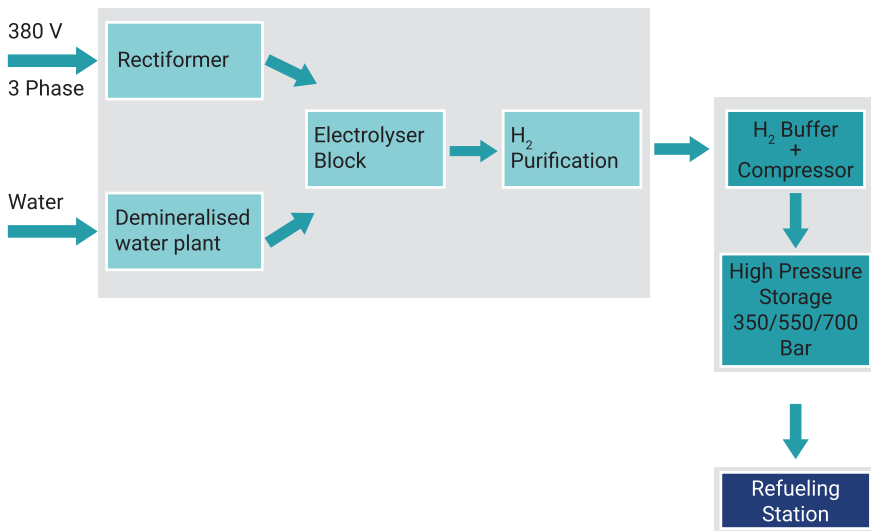 380 V
3 Phase
Rectiformer
Water
Demineralised
water plant
Electrolyser
Block
H₂
Purification
H₂ Buffer
+
Compressor
High Pressure
Storage
350/550/700
Bar
Refueling
Station